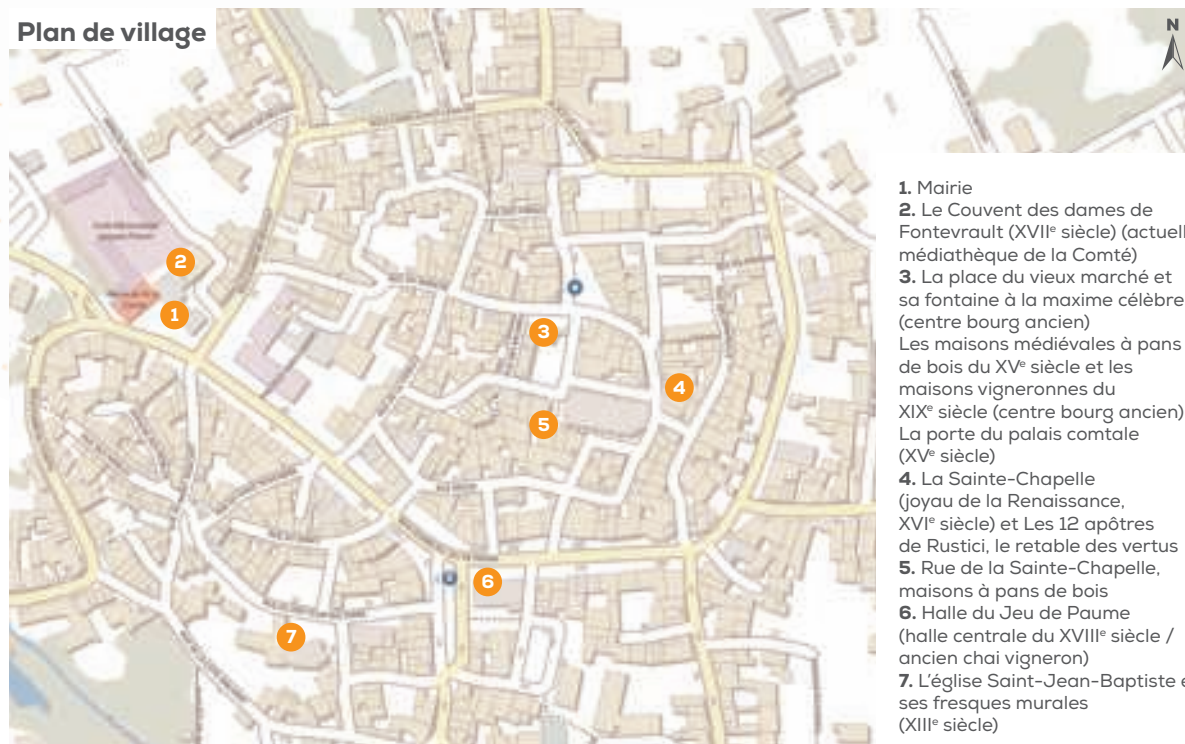 Plan de village
N
1. Mairie
2. Le Couvent des dames de
Fontevrault (XVIIᵉ siècle) (actuell
médiathèque de la Comté)
3. La place du vieux marché et
sa fontaine à la maxime célèbre
(centre bourg ancien)
Les maisons médiévales à pans
de bois du XVᵉ siècle et les
maisons vigneronnes du
XIXᵉ siècle (centre bourg ancien)
La porte du palais comtale
(XVᵉ siècle)
4. La Sainte-Chapelle
(joyau de la Renaissance,
XVIᵉ siècle) et Les 12 apôtres
de Rustici, le retable des vertus
5. Rue de la Sainte-Chapelle,
maisons à pans de bois
6. Halle du Jeu de Paume
(halle centrale du XVIIIᵉ siècle /
ancien chai vigneron)
7. L'église Saint-Jean-Baptiste e
ses fresques murales
(XIIIᵉ siècle)
2
1
3
4
5
6
7